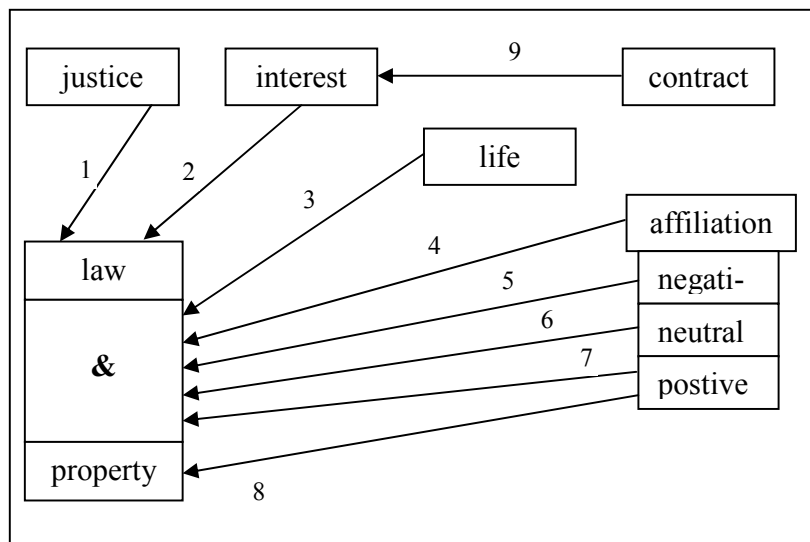 9
justice
interest
contract
1
2
life
3
affiliation
4
law
negati-
5
neutral
6
&
7
postive
property
8